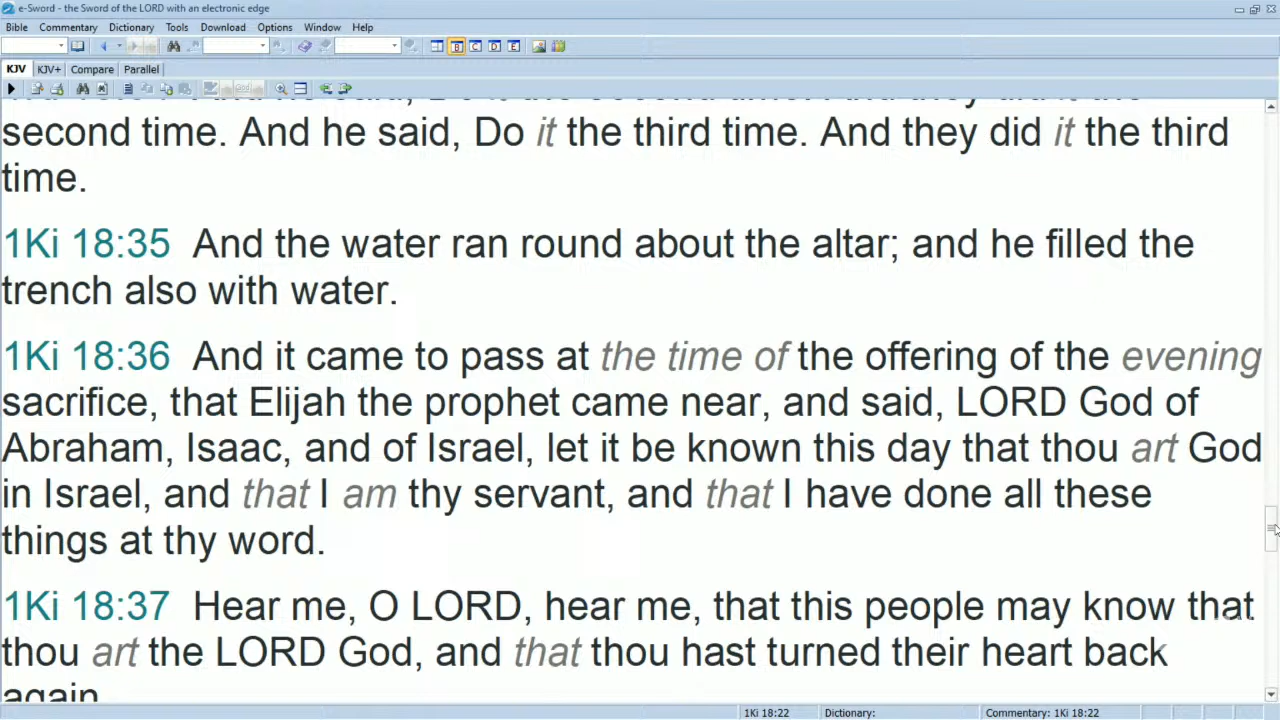 e-Sword - the Sword of the LORD with an electronic edge
Bible Commentary Dictionary Tools Download Options Window Help
B C D E
KJV KJV+ Compare Parallel
second time. And he said, Do it the third time. And they did it the third
time.
1Ki 18:35 And the water ran round about the altar; and he filled the
trench also with water.
1Ki 18:36 And it came to pass at the time of the offering of the evening
sacrifice, that Elijah the prophet came near, and said, LORD God of
Abraham, Isaac, and of Israel, let it be known this day that thou art God
in Israel, and that I am thy servant, and that I have done all these
things at thy word.
1Ki 18:37 Hear me, O LORD, hear me, that this people may know that
thou art the LORD God, and that thou hast turned their heart back
again.
1Ki 18:22 Dictionary: Commentary: 1Ki 18:22